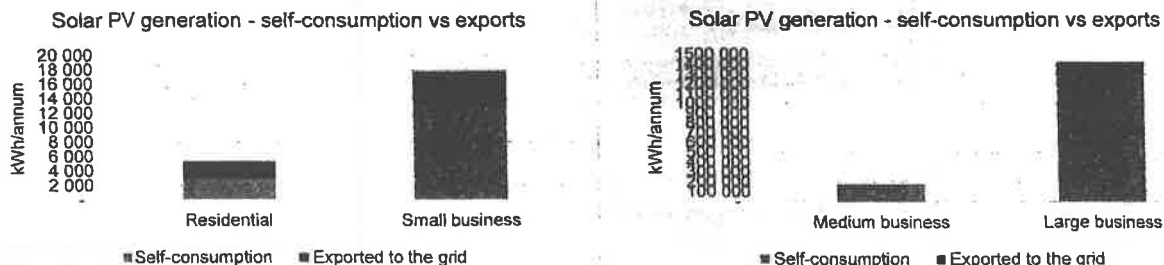 Solar PV generation - self-consumption vs exports
kWh/annum
20 000
18 000
16 000
14 000
12 000
10 000
8 000
6 000
4 000
2 000
-
Residential
Small business
Self-consumption
Exported to the grid
Solar PV generation - self-consumption vs exports
kWh/annum
1500 000
Medium business
Large business
Self-consumption
Exported to the grid